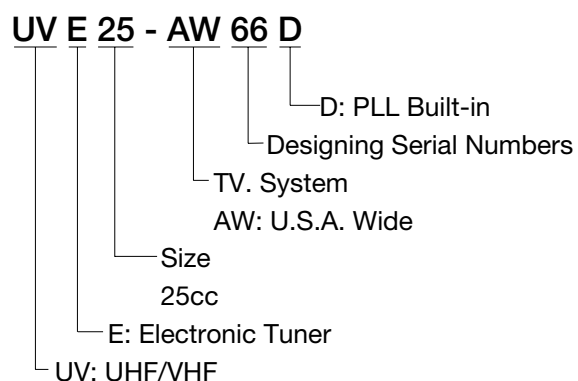 UV E 25 - AW 66 D
D: PLL Built-in
Designing Serial Numbers
TV. System
AW: U.S.A. Wide
Size
25cc
E: Electronic Tuner
UV: UHF/VHF